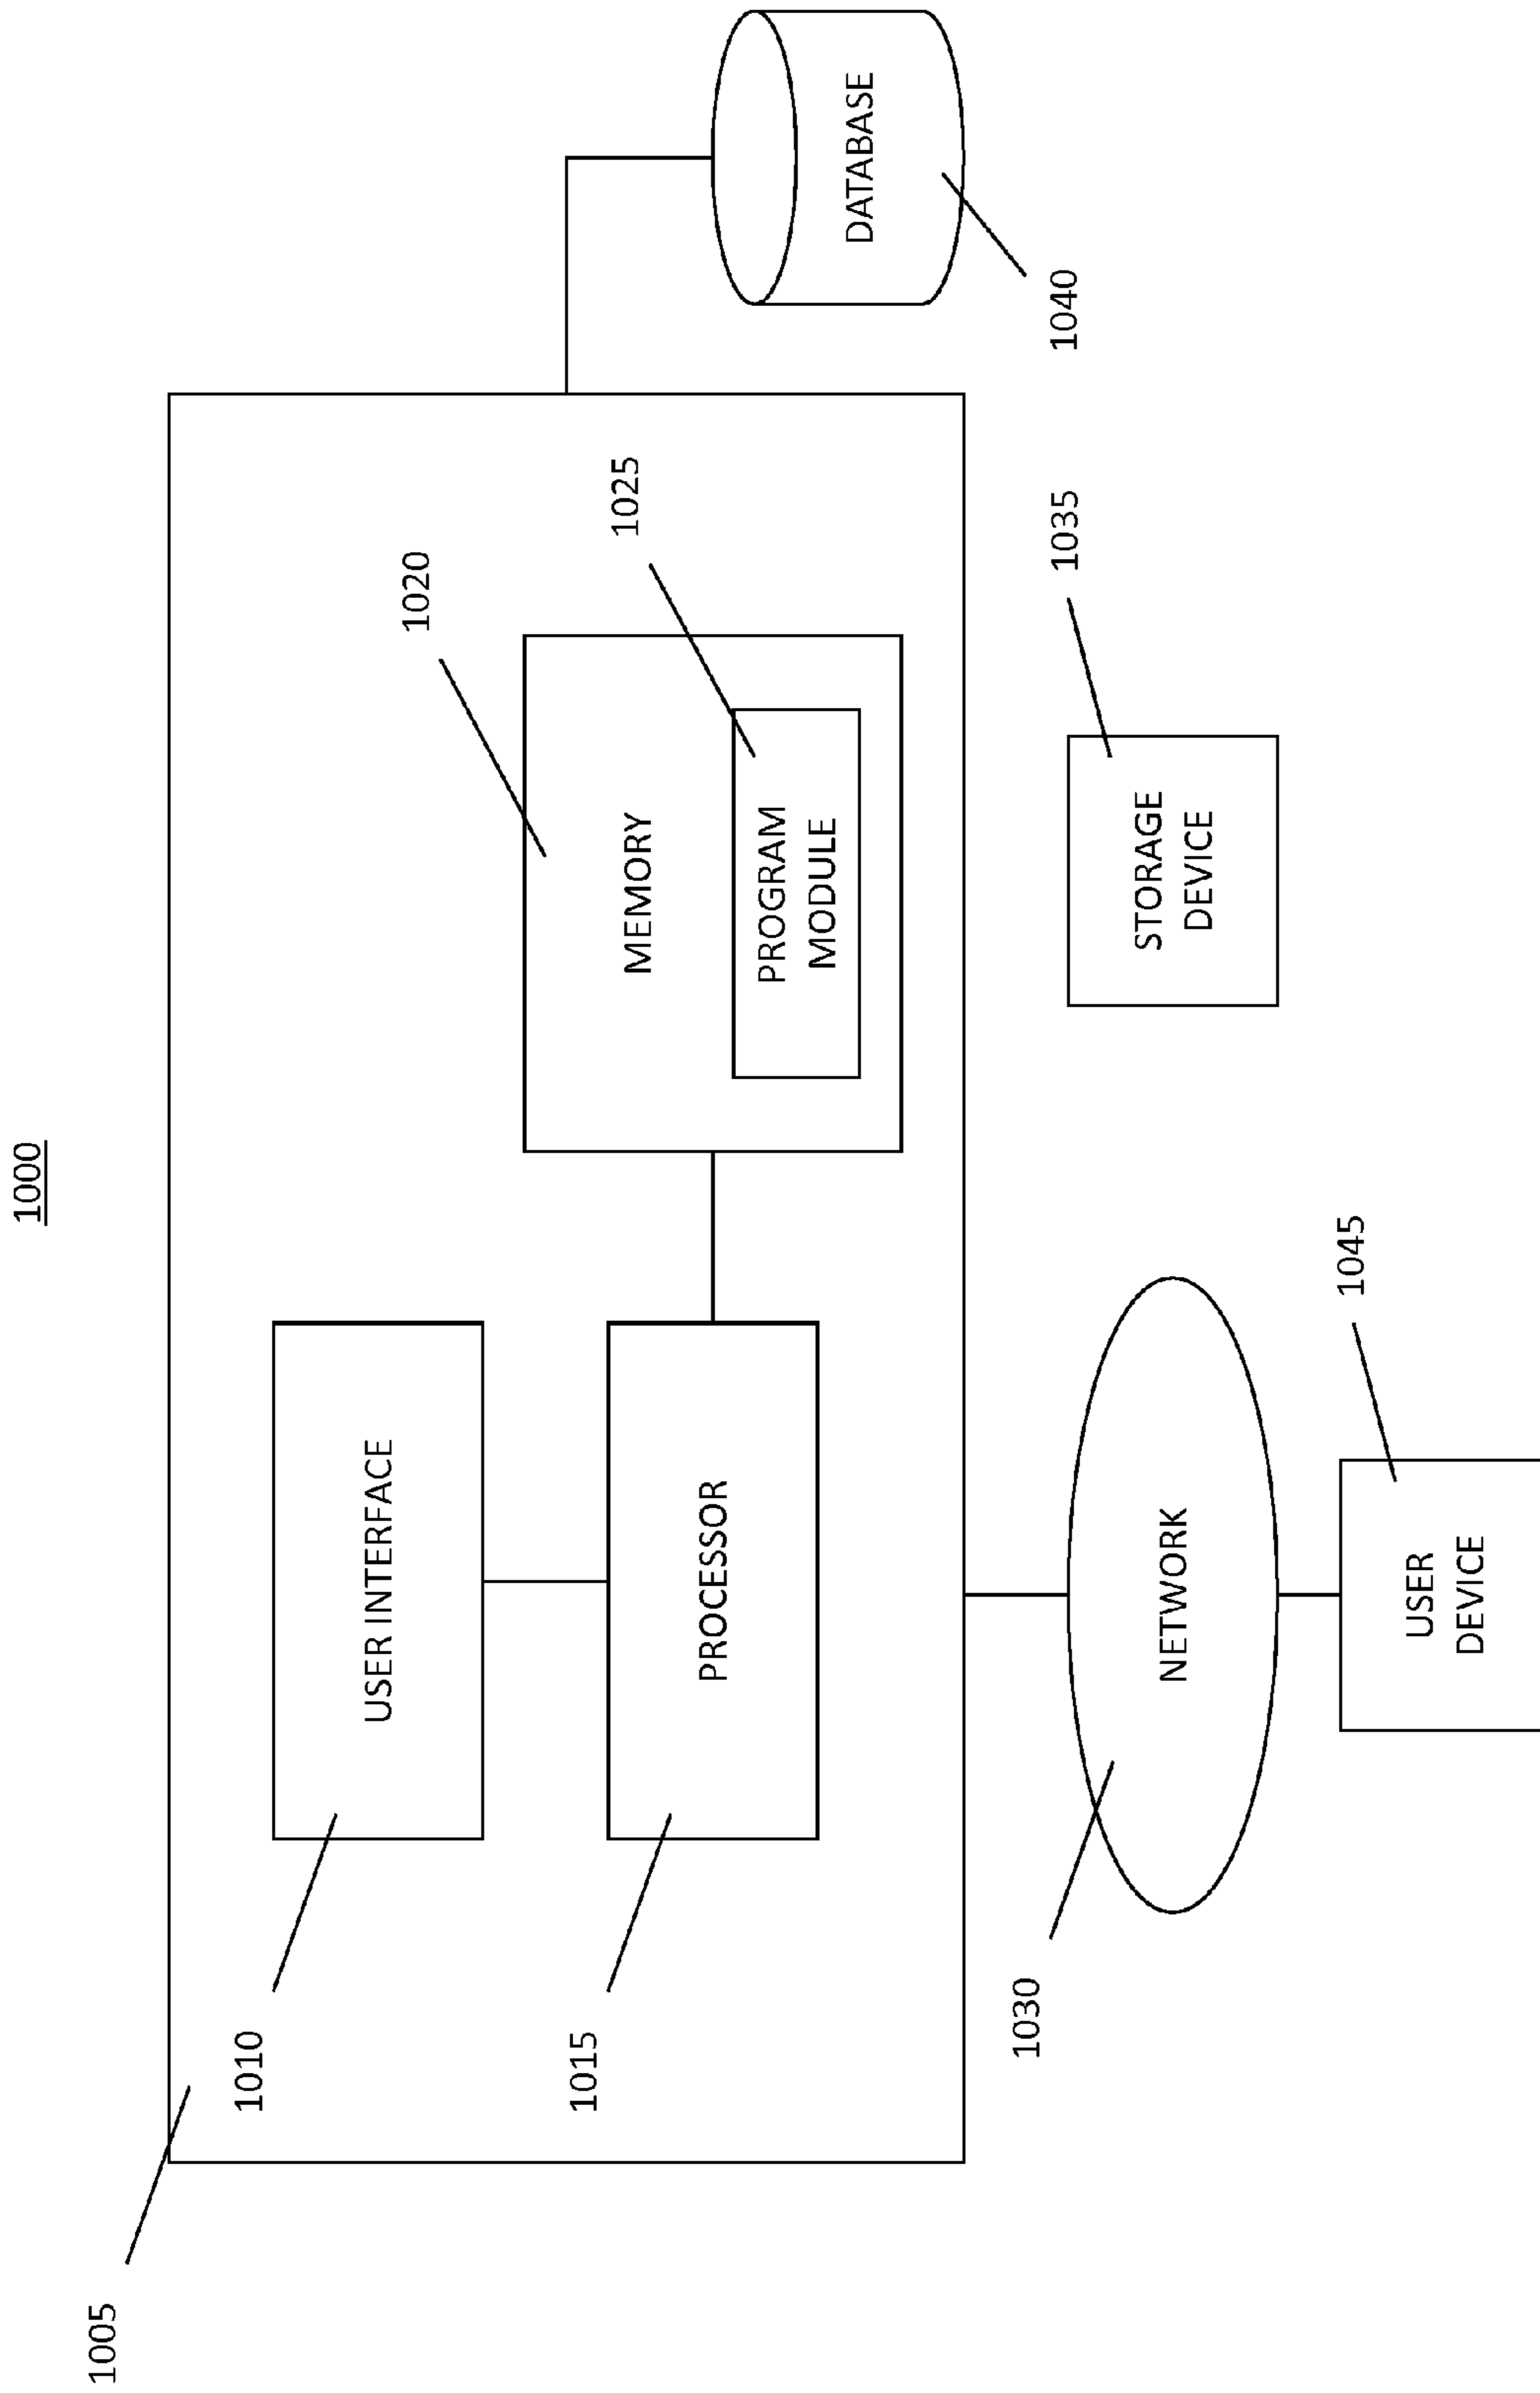 1000
1005
1010
USER INTERFACE
1015
PROCESSOR
1020
MEMORY
1025
PROGRAM
MODULE
DATABASE
1040
1030
NETWORK
1035
STORAGE
DEVICE
1045
USER
DEVICE